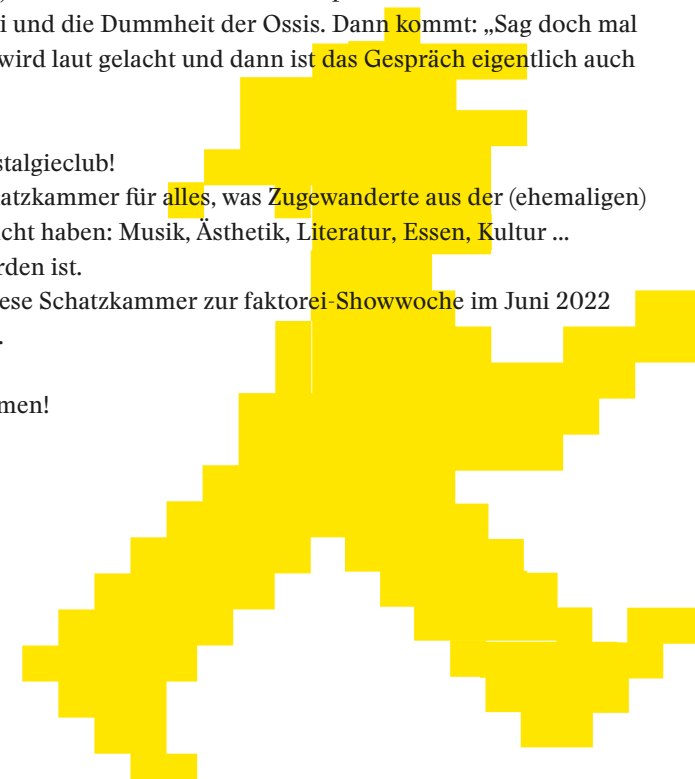 i und die Dummheit der Ossis. Dann kommt: „Sag doch mal
wird laut gelacht und dann ist das Gespräch eigentlich auch
stalgieclub!
atzkammer für alles, was Zugewanderte aus der (ehemaligen)
cht haben: Musik, Ästhetik, Literatur, Essen, Kultur ...
rden ist.
ese Schatzkammer zur faktorei-Showwoche im Juni 2022
.
men!